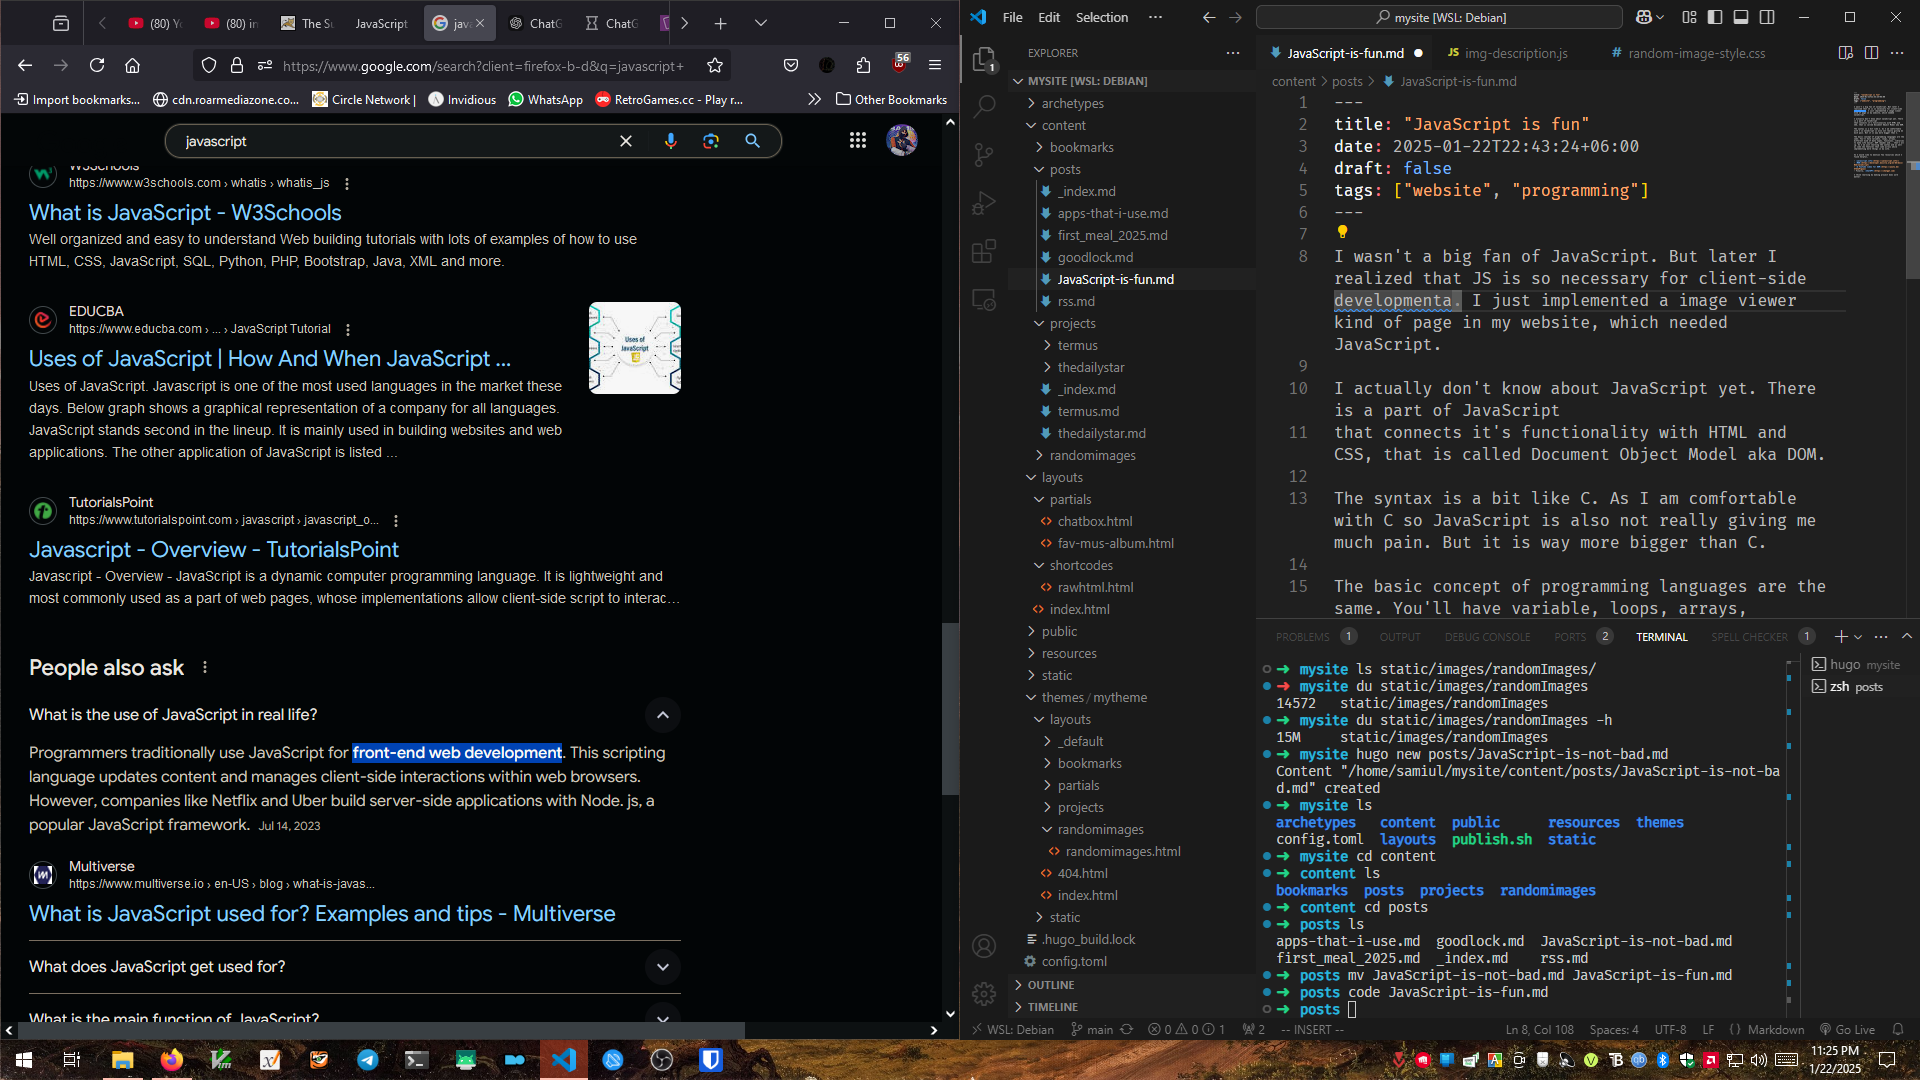 (80) Y
(80) in
The S
JavaScript
jav
ChatG
ChatG
https://www.google.com/search?client=firefox-b-d&q=javascript+
56
Import bookmarks...
cdn.roarmediazone.co...
Circle Network |
Invidious
WhatsApp
RetroGames.cc - Play r...
Other Bookmarks
javascript
W3Schools
https://www.w3schools.com › whatis › whatis_js
What is JavaScript - W3Schools
Well organized and easy to understand Web building tutorials with lots of examples of how to use
HTML, CSS, JavaScript, SQL, Python, PHP, Bootstrap, Java, XML and more.
EDUCBA
https://www.educba.com › ... › JavaScript Tutorial
Uses of JavaScript | How And When JavaScript ...
Uses of JavaScript. Javascript is one of the most used languages in the market these
days. Below graph shows a graphical representation of a company for all languages.
JavaScript stands second in the lineup. It is mainly used in building websites and web
applications. The other application of JavaScript is listed ...
Uses of
JavaScript
TutorialsPoint
https://www.tutorialspoint.com › javascript › javascript_o...
Javascript - Overview - TutorialsPoint
Javascript - Overview - JavaScript is a dynamic computer programming language. It is lightweight and
most commonly used as a part of web pages, whose implementations allow client-side script to interac...
People also ask
What is the use of JavaScript in real life?
Programmers traditionally use JavaScript for front-end web development. This scripting
language updates content and manages client-side interactions within web browsers.
However, companies like Netflix and Uber build server-side applications with Node. js, a
popular JavaScript framework. Jul 14, 2023
Multiverse
https://www.multiverse.io › en-US › blog › what-is-javas...
What is JavaScript used for? Examples and tips - Multiverse
What does JavaScript get used for?
What is the main function of JavaScript?
File Edit Selection ...
mysite [WSL: Debian]
EXPLORER
1
MYSITE [WSL: DEBIAN]
archetypes
content
bookmarks
posts
_index.md
apps-that-i-use.md
first_meal_2025.md
goodlock.md
JavaScript-is-fun.md
rss.md
projects
termus
thedailystar
_index.md
termus.md
thedailystar.md
randomimages
layouts
partials
chatbox.html
fav-mus-album.html
shortcodes
rawhtml.html
index.html
public
resources
static
themes / mytheme
layouts
_default
bookmarks
partials
projects
randomimages
randomimages.html
404.html
index.html
static
.hugo_build.lock
config.toml
OUTLINE
TIMELINE
JavaScript-is-fun.md
JS img-description.js
# random-image-style.css
content > posts > JavaScript-is-fun.md
1 ---
2 title: "JavaScript is fun"
3 date: 2025-01-22T22:43:24+06:00
4 draft: false
5 tags: ["website", "programming"]
6 ---
7
8 I wasn't a big fan of JavaScript. But later I
realized that JS is so necessary for client-side
developmenta. I just implemented a image viewer
kind of page in my website, which needed
JavaScript.
9
10 I actually don't know about JavaScript yet. There
is a part of JavaScript
11 that connects it's functionality with HTML and
CSS, that is called Document Object Model aka DOM.
12
13 The syntax is a bit like C. As I am comfortable
with C so JavaScript is also not really giving me
much pain. But it is way more bigger than C.
14
15 The basic concept of programming languages are the
same. You'll have variable, loops, arrays,
PROBLEMS 1 OUTPUT DEBUG CONSOLE PORTS 2 TERMINAL SPELL CHECKER 1
➜ mysite ls static/images/randomImages/
➜ mysite du static/images/randomImages
14572 static/images/randomImages
➜ mysite du static/images/randomImages -h
15M static/images/randomImages
➜ mysite hugo new posts/JavaScript-is-not-bad.md
Content "/home/samiul/mysite/content/posts/JavaScript-is-not-ba
d.md" created
➜ mysite ls
archetypes content public resources themes
config.toml layouts publish.sh static
➜ mysite cd content
➜ content ls
bookmarks posts projects randomimages
➜ content cd posts
➜ posts ls
apps-that-i-use.md goodlock.md JavaScript-is-not-bad.md
first_meal_2025.md _index.md rss.md
➜ posts mv JavaScript-is-not-bad.md JavaScript-is-fun.md
➜ posts code JavaScript-is-fun.md
➜ posts
hugo mysite
zsh posts
WSL: Debian main 0 0 1 2 -- INSERT -- Ln 8, Col 108 Spaces: 4 UTF-8 LF {} Markdown Go Live
11:25 PM
1/22/2025